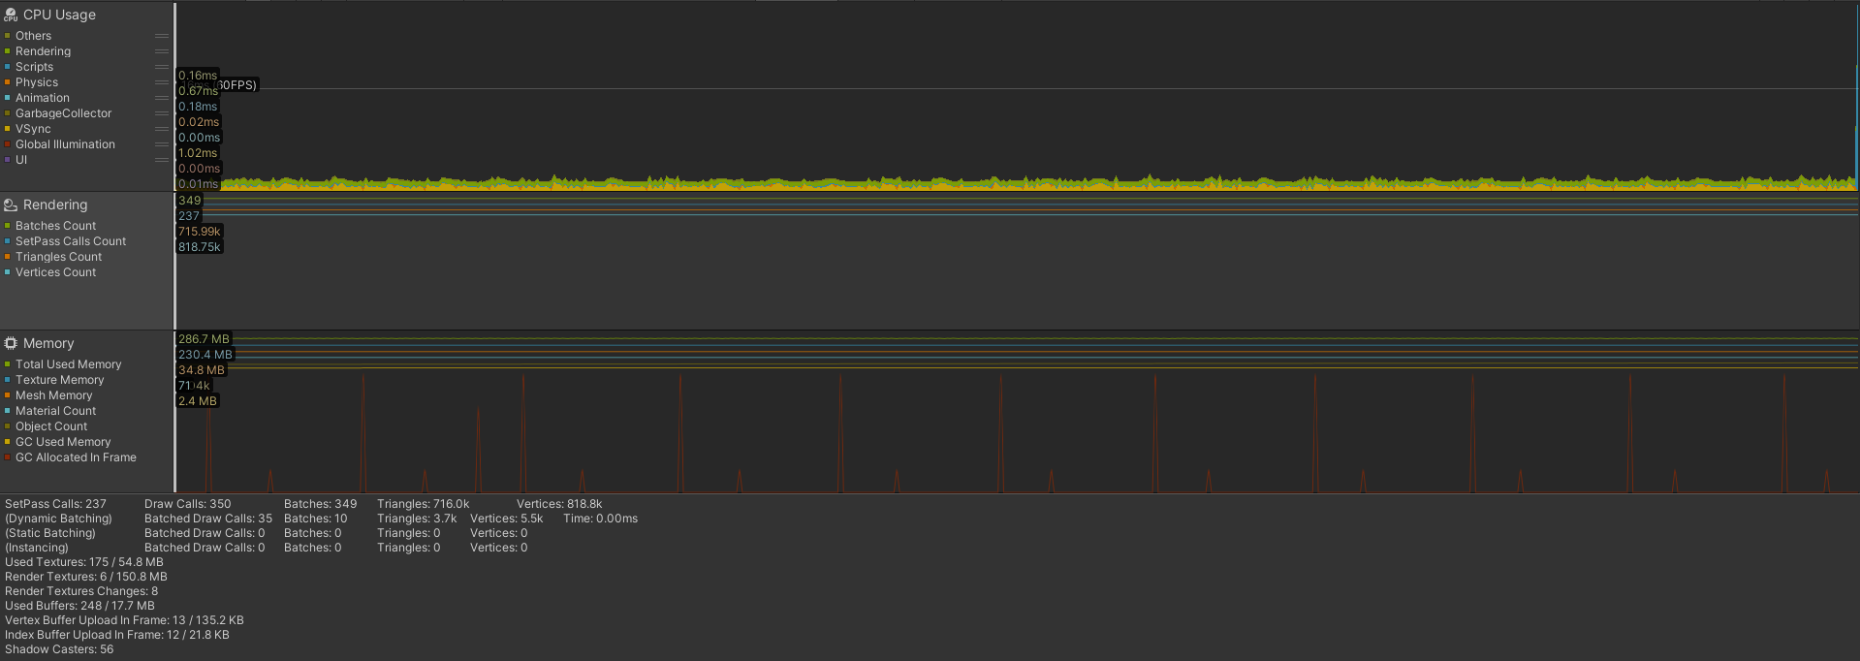 CPU Usage
Others
Rendering
Scripts
Physics
Animation
GarbageCollector
VSync
Global Illumination
UI
(60FPS)
0.16ms
0.67ms
0.18ms
0.02ms
0.00ms
1.02ms
0.00ms
0.01ms
Rendering
Batches Count
SetPass Calls Count
Triangles Count
Vertices Count
349
237
715.99k
818.75k
Memory
Total Used Memory
Texture Memory
Mesh Memory
Material Count
Object Count
GC Used Memory
GC Allocated In Frame
286.7 MB
230.4 MB
34.8 MB
2.4 MB
SetPass Calls: 237 Draw Calls: 350 Batches: 349 Triangles: 716.0k Vertices: 818.8k
(Dynamic Batching) Batched Draw Calls: 35 Batches: 10 Triangles: 3.7k Vertices: 5.5k Time: 0.00ms
(Static Batching) Batched Draw Calls: 0 Batches: 0 Triangles: 0 Vertices: 0
(Instancing) Batched Draw Calls: 0 Batches: 0 Triangles: 0 Vertices: 0
Used Textures: 175 / 54.8 MB
Render Textures: 6 / 150.8 MB
Render Textures Changes: 8
Used Buffers: 248 / 17.7 MB
Vertex Buffer Upload In Frame: 13 / 135.2 KB
Index Buffer Upload In Frame: 12 / 21.8 KB
Shadow Casters: 56